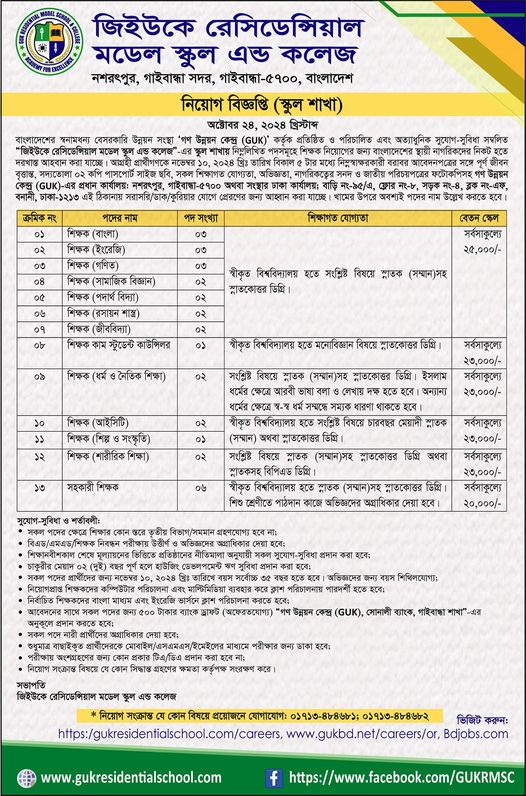 GUK RESIDENTIAL MODEL SCHOOL & COLLEGE
ACADEMY FOR EXCELLENCE
জিইউকে রেসিডেন্সিয়াল
মডেল স্কুল এন্ড কলেজ
নশরৎপুর, গাইবান্ধা সদর, গাইবান্ধা-৫৭০০, বাংলাদেশ
নিয়োগ বিজ্ঞপ্তি (স্কুল শাখা)
অক্টোবর ২৪, ২০২৪ খ্রিস্টাব্দ
বাংলাদেশের স্বনামধন্য বেসরকারি উন্নয়ন সংস্থা 'গণ উন্নয়ন কেন্দ্র (GUK)' কর্তৃক প্রতিষ্ঠিত ও পরিচালিত এবং অত্যাধুনিক সুযোগ-সুবিধা সম্বলিত
"জিইউকে রেসিডেন্সিয়াল মডেল স্কুল এন্ড কলেজ"-এর স্কুল শাখায় নিম্নলিখিত পদসমূহে শিক্ষক নিয়োগের জন্য বাংলাদেশের স্থায়ী নাগরিকদের নিকট হতে
দরখাস্ত আহবান করা যাচ্ছে। আগ্রহী প্রার্থীগণকে নভেম্বর ১০, ২০২৪ খ্রিঃ তারিখ বিকাল ৫ টার মধ্যে নিম্নস্বাক্ষরকারী বরাবর আবেদনপত্রের সঙ্গে পূর্ণ জীবন
বৃত্তান্ত, সদ্যতোলা ০২ কপি পাসপোর্ট সাইজ ছবি, সকল শিক্ষাগত যোগ্যতা, অভিজ্ঞতা, নাগরিকত্বের সনদ ও জাতীয় পরিচয়পত্রের ফটোকপিসহ গণ উন্নয়ন
কেন্দ্র (GUK)-এর প্রধান কার্যালয়: নশরৎপুর, গাইবান্ধা-৫৭০০ অথবা সংস্থার ঢাকা কার্যালয়; বাড়ি নং-৯৫/এ, ফ্লোর নং-৮, সড়ক নং-৪, ব্লক নং-এফ,
বনানী, ঢাকা-১২১৩ এই ঠিকানায় সরাসরি/ডাক/কুরিয়ার যোগে প্রেরণের জন্য আহবান করা যাচ্ছে। খামের উপরে অবশ্যই পদের নাম উল্লেখ করতে হবে।
ক্রমিক নং পদের নাম পদ সংখ্যা শিক্ষাগত যোগ্যতা বেতন স্কেল
০১ শিক্ষক (বাংলা) ০৩ সর্বসাকুল্যে
০২ শিক্ষক (ইংরেজি) ০৩ ২৫,০০০/-
০৩ শিক্ষক (গণিত) ০৩
০৪ শিক্ষক (সামাজিক বিজ্ঞান) ০২ স্বীকৃত বিশ্ববিদ্যালয় হতে সংশ্লিষ্ট বিষয়ে স্নাতক (সম্মান)সহ
০৫ শিক্ষক (পদার্থ বিদ্যা) ০২ স্নাতকোত্তর ডিগ্রি।
০৬ শিক্ষক (রসায়ন শাস্ত্র) ০২
০৭ শিক্ষক (জীববিদ্যা) ০২
০৮ শিক্ষক কাম স্টুডেন্ট কাউন্সিলর ০১ স্বীকৃত বিশ্ববিদ্যালয় হতে মনোবিজ্ঞান বিষয়ে স্নাতকোত্তর ডিগ্রি। সর্বসাকুল্যে
২৩,০০০/-
০৯ শিক্ষক (ধর্ম ও নৈতিক শিক্ষা) ০২ সংশ্লিষ্ট বিষয়ে স্নাতক (সম্মান)সহ স্নাতকোত্তর ডিগ্রি। ইসলাম সর্বসাকুল্যে
ধর্মের ক্ষেত্রে আরবী ভাষা বলা ও লেখায় দক্ষ হতে হবে। অন্যান্য ২৩,০০০/-
ধর্মের ক্ষেত্রে স্ব-স্ব ধর্ম সম্বন্ধে সম্যক ধারণা থাকতে হবে।
১০ শিক্ষক (আইসিটি) ০২ স্বীকৃত বিশ্ববিদ্যালয় হতে সংশ্লিষ্ট বিষয়ে চারবছর মেয়াদী স্নাতক সর্বসাকুল্যে
১১ শিক্ষক (শিল্প ও সংস্কৃতি) ০১ (সম্মান) অথবা স্নাতকোত্তর ডিগ্রি। ২৩,০০০/-
১২ শিক্ষক (শারীরিক শিক্ষা) ০২ সংশ্লিষ্ট বিষয়ে স্নাতক (সম্মান)সহ স্নাতকোত্তর ডিগ্রি অথবা সর্বসাকুল্যে
স্নাতকসহ বিপিএড ডিগ্রি। ২৩,০০০/-
১৩ সহকারী শিক্ষক ০৬ স্বীকৃত বিশ্ববিদ্যালয় হতে স্নাতক (সম্মান)সহ স্নাতকোত্তর ডিগ্রি। সর্বসাকুল্যে
শিশু শ্রেণীতে পাঠদান কাজে অভিজ্ঞদের অগ্রাধিকার দেয়া হবে। ২০,০০০/-
সুযোগ-সুবিধা ও শর্তাবলী:
• সকল পদের ক্ষেত্রে শিক্ষার কোন স্তরে তৃতীয় বিভাগ/সমমান গ্রহণযোগ্য হবে না;
• বিএড/এমএড/শিক্ষক নিবন্ধন পরীক্ষায় উত্তীর্ণ ও অভিজ্ঞদের অগ্রাধিকার দেয়া হবে;
• শিক্ষানবীশকাল শেষে মূল্যায়নের ভিত্তিতে প্রতিষ্ঠানের নীতিমালা অনুযায়ী সকল সুযোগ-সুবিধা প্রদান করা হবে;
• চাকুরীর মেয়াদ ০২ (দুই) বছর পূর্ণ হলে হাউজিং ডেভলপমেন্ট ঋণ সুবিধা প্রদান করা হবে;
• সকল পদের প্রার্থীদের জন্য নভেম্বর ১০, ২০২৪ খ্রিঃ তারিখে বয়স সর্বোচ্চ ৩৫ বছর হতে হবে। অভিজ্ঞদের জন্য বয়স শিথিলযোগ্য;
• নিয়োগপ্রাপ্ত শিক্ষকদের কম্পিউটার পরিচালনা এবং মাল্টিমিডিয়া ব্যবহার করে ক্লাশ পরিচালনায় পারদর্শী হতে হবে;
• নির্বাচিত শিক্ষকদের বাংলা মাধ্যম এবং ইংরেজি ভার্সনে ক্লাশ পরিচালনা করতে হবে;
• আবেদনের সাথে সকল পদের জন্য ৫০০ টাকার ব্যাংক ড্রাফট (অফেরতযোগ্য) "গণ উন্নয়ন কেন্দ্র (GUK), সোনালী ব্যাংক, গাইবান্ধা শাখা"-এর
অনুকূলে প্রদান করতে হবে;
• সকল পদে নারী প্রার্থীদের অগ্রাধিকার দেয়া হবে;
• শুধুমাত্র বাছাইকৃত প্রার্থীদেরকে মোবাইল/এসএমএস/ইমেইলের মাধ্যমে পরীক্ষার জন্য ডাকা হবে;
• পরীক্ষায় অংশগ্রহণের জন্য কোন প্রকার টিএ/ডিএ প্রদান করা হবে না;
• নিয়োগ সংক্রান্ত বিষয়ে যে কোন সিদ্ধান্ত গ্রহণের ক্ষমতা কর্তৃপক্ষ সংরক্ষণ করে।
সভাপতি
জিইউকে রেসিডেন্সিয়াল মডেল স্কুল এন্ড কলেজ
* নিয়োগ সংক্রান্ত যে কোন বিষয়ে প্রয়োজনে যোগাযোগ: ০১৭১৩-৪৮৪৬৮১; ০১৭১৩-৪৮৪৬৮২ ভিজিট করুন:
https:/gukresidentialschool.com/careers, www.gukbd.net/careers/or, Bdjobs.com
www.gukresidentialschool.com https://www.facebook.com/GUKRMSC